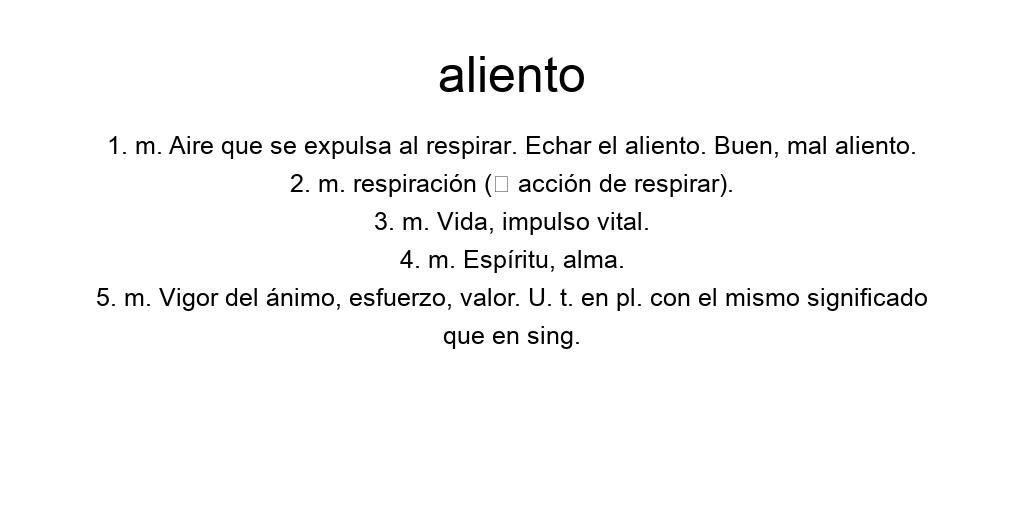 aliento
1. m. Aire que se expulsa al respirar. Echar el aliento. Buen, mal aliento.
2. m. respiración (□ acción de respirar).
3. m. Vida, impulso vital.
4. m. Espíritu, alma.
5. m. Vigor del ánimo, esfuerzo, valor. U. t. en pl. con el mismo significado
que en sing.